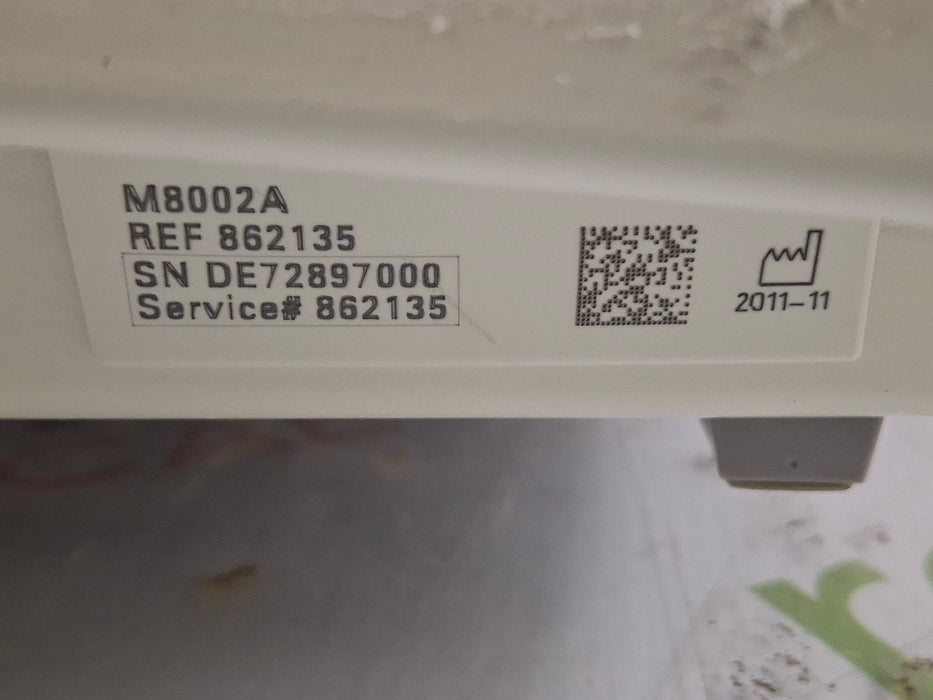 M8002A
REF 862135
SN DE72897000
Service# 862135
2011-11